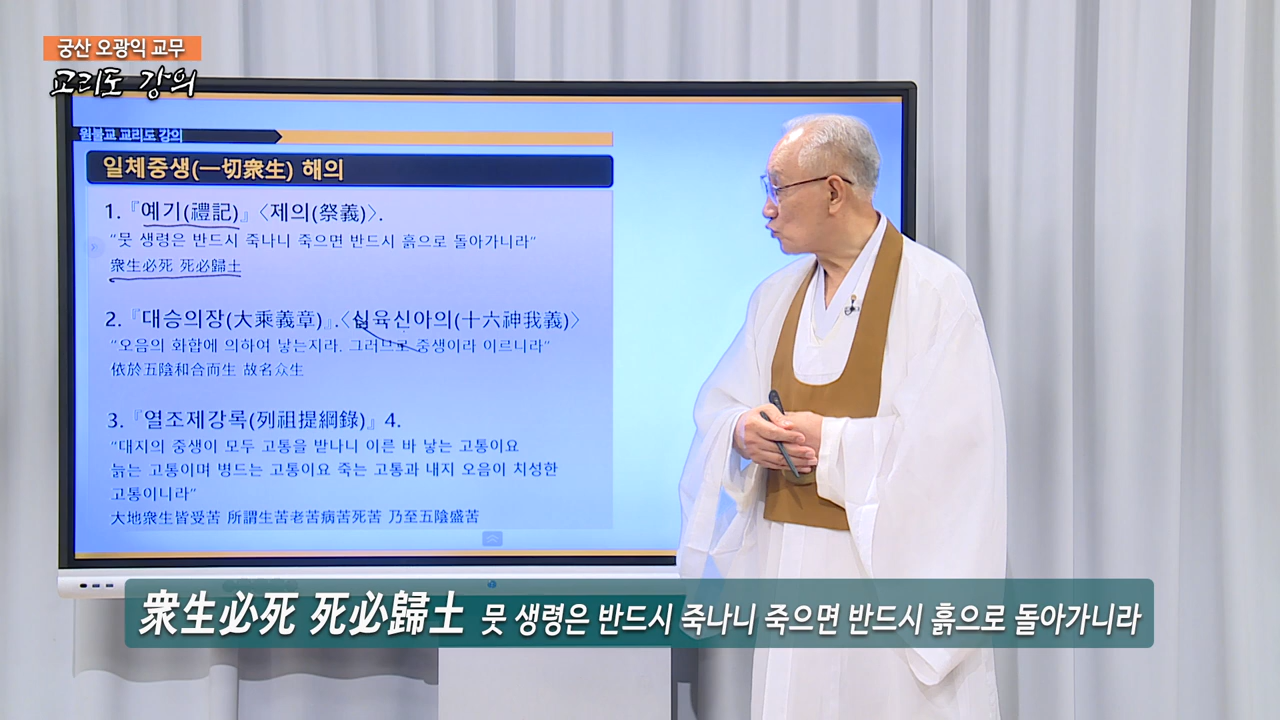 궁산 오광익 교무
교리도 강의
원불교 교리도 강의
일체중생(一切衆生) 해의
1. 『예기(禮記)』〈제의(祭義)〉.
“뭇 생령은 반드시 죽나니 죽으면 반드시 흙으로 돌아가니라”
衆生必死 死必歸土
2. 『대승의장(大乘義章)』.〈십육신아의(十六神我義)〉
“오음의 화합에 의하여 낳는지라. 그러므로 중생이라 이르니라”
依於五陰和合而生 故名众生
3. 『열조제강록(列祖提綱錄)』 4.
“대지의 중생이 모두 고통을 받나니 이른 바 낳는 고통이요
늙는 고통이며 병드는 고통이요 죽는 고통과 내지 오음이 치성한
고통이니라”
大地衆生皆受苦 所謂生苦老苦病苦死苦 乃至五陰盛苦
衆生必死 死必歸土 뭇 생령은 반드시 죽나니 죽으면 반드시 흙으로 돌아가니라